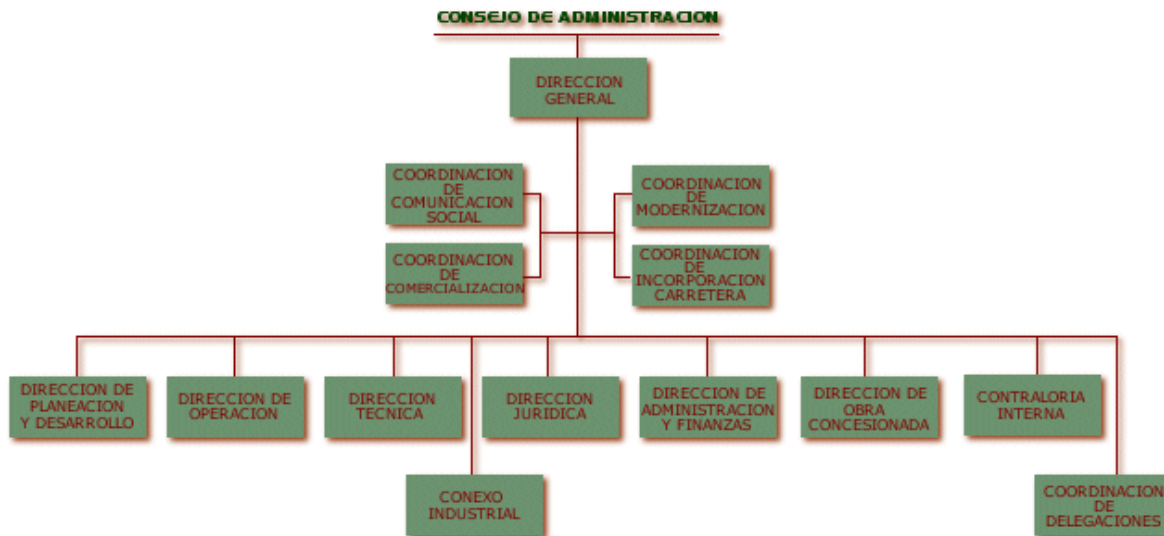 CONSEJO DE ADMINISTRACION
DIRECCION
GENERAL
COORDINACION
DE
COMUNICACION
SOCIAL
COORDINACION
DE
MODERNIZACION
COORDINACION
DE
COMERCIALIZACION
COORDINACION
DE
INCORPORACION
CARRETERA
DIRECCION DE
PLANEACION
Y DESARROLLO
DIRECCION DE
OPERACION
DIRECCION
TECNICA
DIRECCION
JURIDICA
DIRECCION DE
ADMINISTRACION
Y FINANZAS
DIRECCION DE
OBRA
CONCESIONADA
CONTRALORIA
INTERNA
CONEXO
INDUSTRIAL
COORDINACION
DE
DELEGACIONES